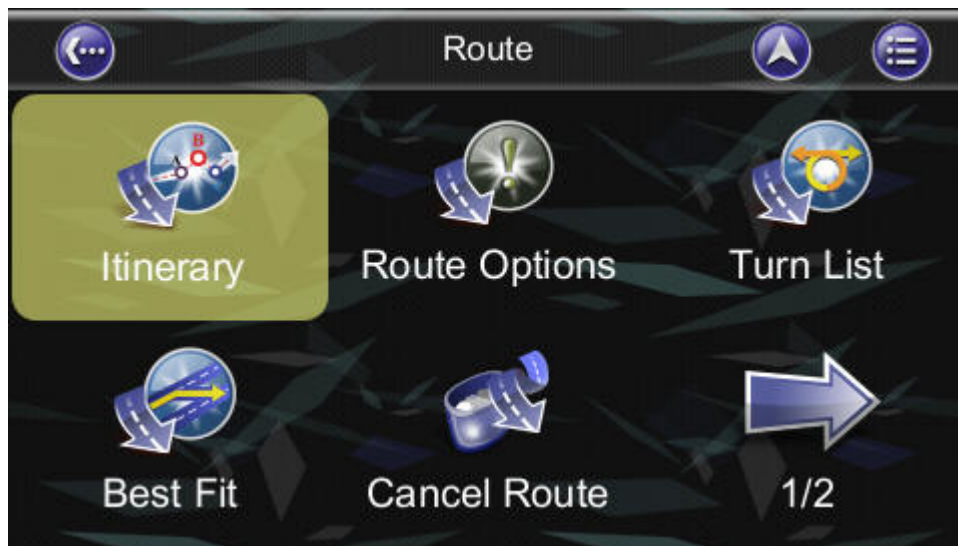 Route
Itinerary
Route Options
Turn List
A
B
Best Fit
Cancel Route
1/2